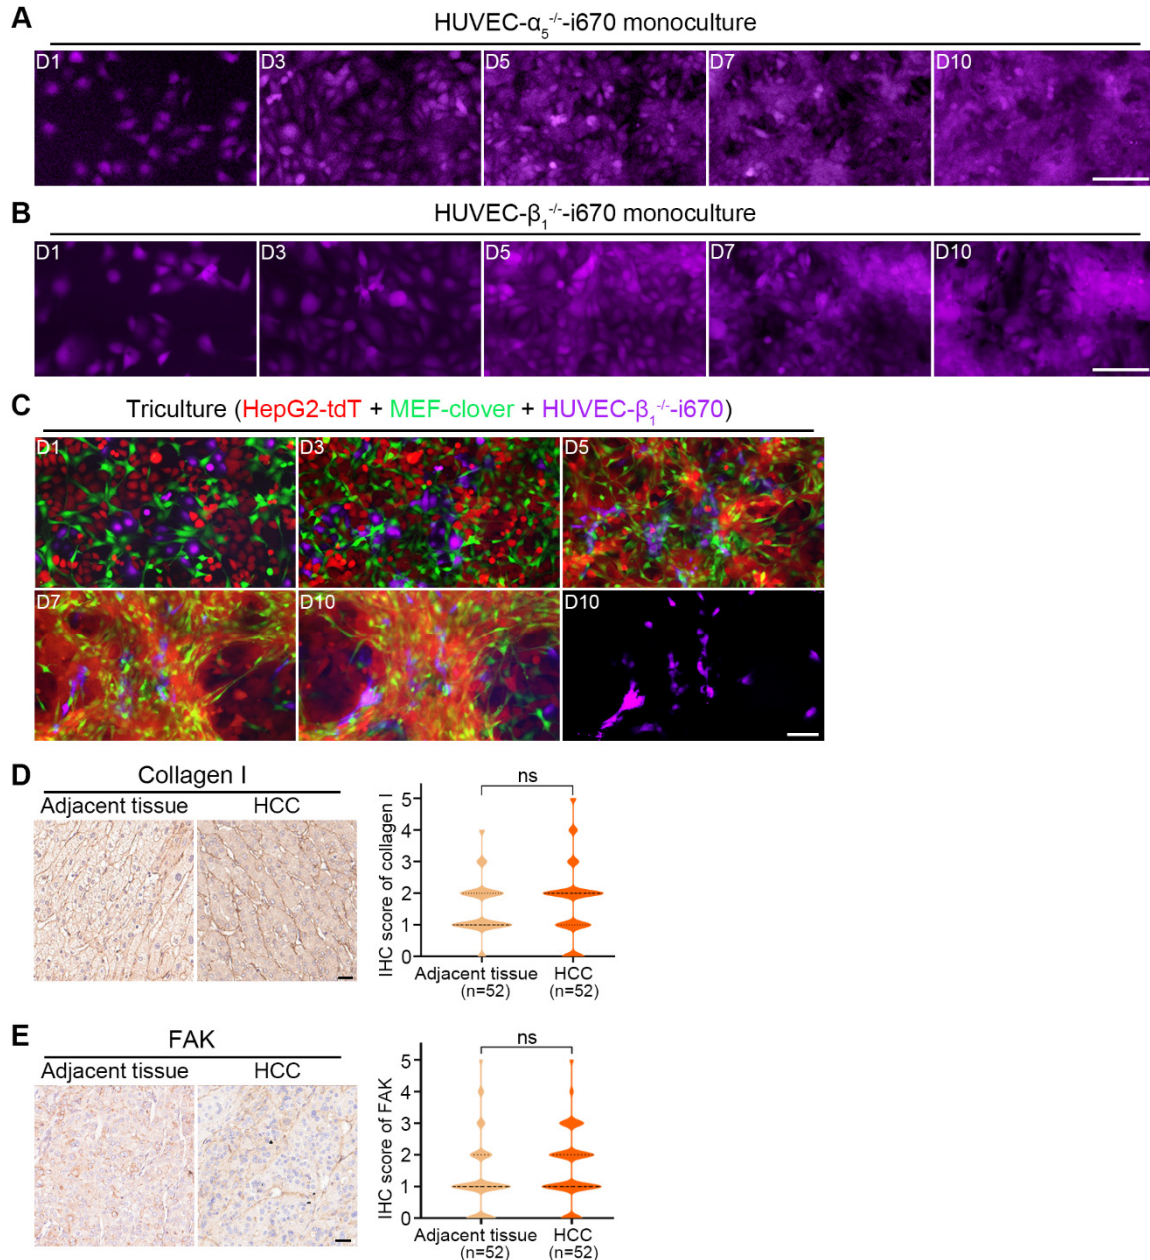 A
HUVEC-α₅⁻/⁻-i670 monoculture
D1 D3 D5 D7 D10
B
HUVEC-β₁⁻/⁻-i670 monoculture
D1 D3 D5 D7 D10
C
Triculture (HepG2-tdT + MEF-clover + HUVEC-β₁⁻/⁻-i670)
D1 D3 D5
D7 D10 D10
D
Collagen I
Adjacent tissue HCC
IHC score of collagen I
5
4
3
2
1
0
ns
Adjacent tissue HCC
(n=52) (n=52)
E
FAK
Adjacent tissue HCC
IHC score of FAK
5
4
3
2
1
0
ns
Adjacent tissue HCC
(n=52) (n=52)